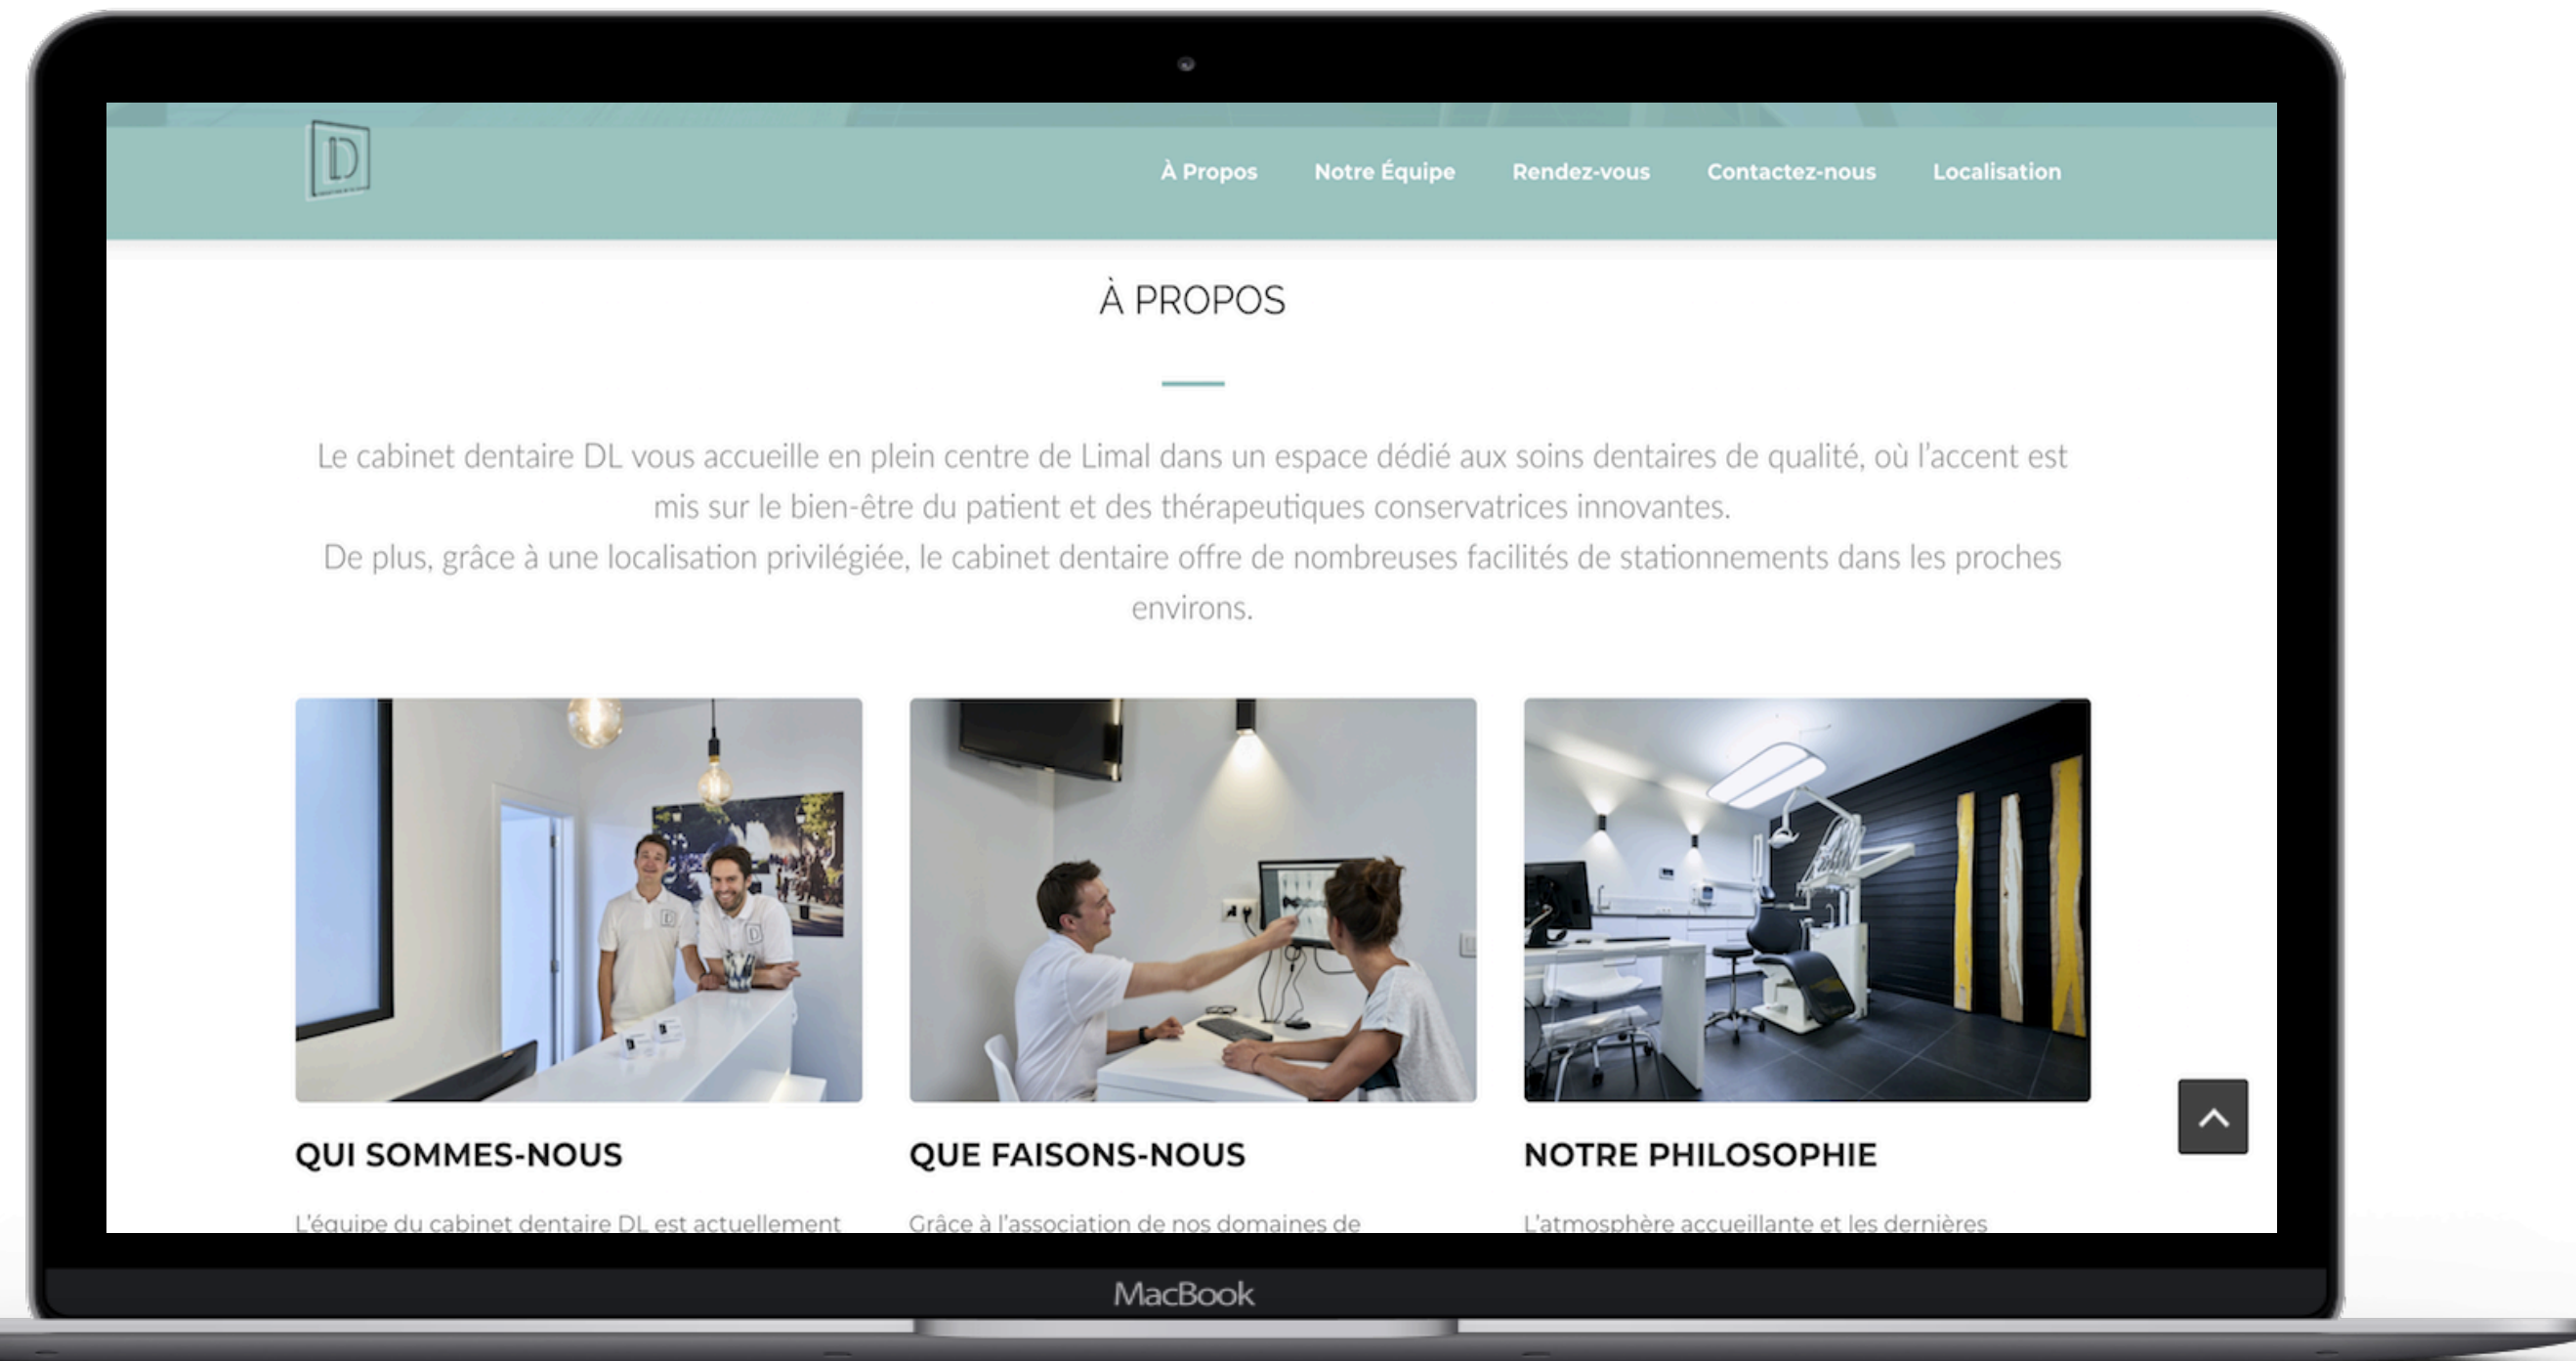 À Propos Notre Équipe Rendez-vous Contactez-nous Localisation
À PROPOS
Le cabinet dentaire DL vous accueille en plein centre de Limal dans un espace dédié aux soins dentaires de qualité, où l'accent est
mis sur le bien-être du patient et des thérapeutiques conservatrices innovantes.
De plus, grâce à une localisation privilégiée, le cabinet dentaire offre de nombreuses facilités de stationnements dans les proches
environs.
QUI SOMMES-NOUS
QUE FAISONS-NOUS
NOTRE PHILOSOPHIE
L'équipe du cabinet dentaire DL est actuellement
Grâce à l'association de nos domaines de
L'atmosphère accueillante et les dernières
MacBook